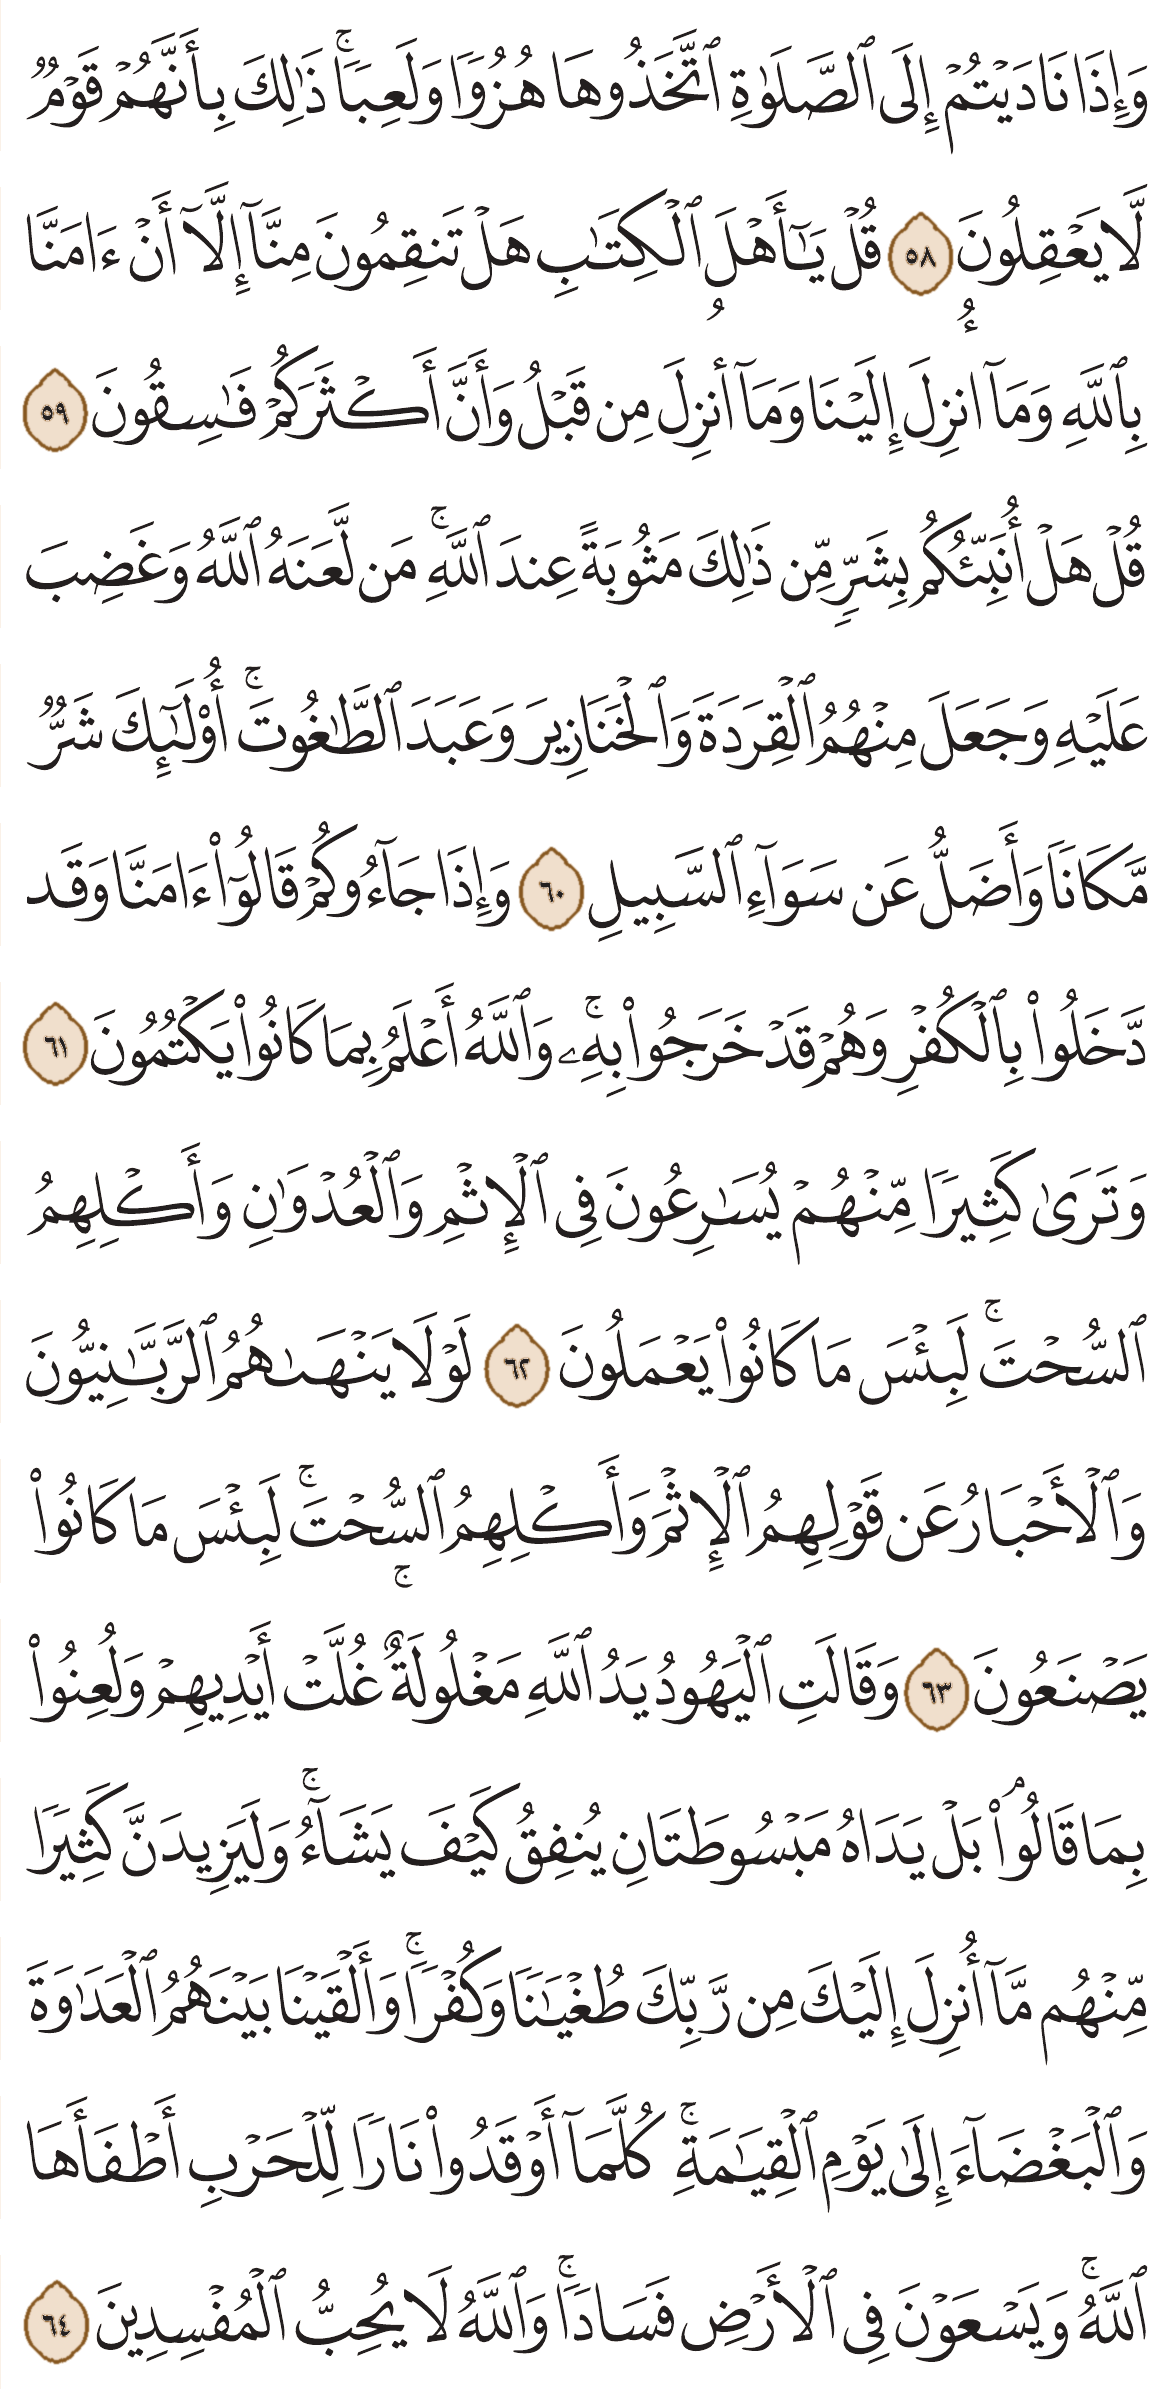 وَإِذَا نَادَيۡتُمۡ إِلَى ٱلصَّلَوٰةِ ٱتَّخَذُوهَا هُزُوٗا وَلَعِبٗاۚ ذَٰلِكَ بِأَنَّهُمۡ قَوۡمٞ
لَّا يَعۡقِلُونَ ٥٨ قُلۡ يَٰٓأَهۡلَ ٱلۡكِتَٰبِ هَلۡ تَنقِمُونَ مِنَّآ إِلَّآ أَنۡ ءَامَنَّا
بِٱللَّهِ وَمَآ أُنزِلَ إِلَيۡنَا وَمَآ أُنزِلَ مِن قَبۡلُ وَأَنَّ أَكۡثَرَكُمۡ فَٰسِقُونَ ٥٩
قُلۡ هَلۡ أُنَبِّئُكُم بِشَرّٖ مِّن ذَٰلِكَ مَثُوبَةً عِندَ ٱللَّهِۚ مَن لَّعَنَهُ ٱللَّهُ وَغَضِبَ
عَلَيۡهِ وَجَعَلَ مِنۡهُمُ ٱلۡقِرَدَةَ وَٱلۡخَنَازِيرَ وَعَبَدَ ٱلطَّٰغُوتَۚ أُوْلَٰٓئِكَ شَرّٞ
مَّكَانٗا وَأَضَلُّ عَن سَوَآءِ ٱلسَّبِيلِ ٦٠ وَإِذَا جَآءُوكُمۡ قَالُوٓاْ ءَامَنَّا وَقَد
دَّخَلُواْ بِٱلۡكُفۡرِ وَهُمۡ قَدۡ خَرَجُواْ بِهِۦۚ وَٱللَّهُ أَعۡلَمُ بِمَا كَانُواْ يَكۡتُمُونَ ٦١
وَتَرَىٰ كَثِيرٗا مِّنۡهُمۡ يُسَٰرِعُونَ فِي ٱلۡإِثۡمِ وَٱلۡعُدۡوَٰنِ وَأَكۡلِهِمُ
ٱلسُّحۡتَۚ لَبِئۡسَ مَا كَانُواْ يَعۡمَلُونَ ٦٢ لَوۡلَا يَنۡهَىٰهُمُ ٱلرَّبَّٰنِيُّونَ
وَٱلۡأَحۡبَارُ عَن قَوۡلِهِمُ ٱلۡإِثۡمَ وَأَكۡلِهِمُ ٱلسُّحۡتَۚ لَبِئۡسَ مَا كَانُواْ
يَصۡنَعُونَ ٦٣ وَقَالَتِ ٱلۡيَهُودُ يَدُ ٱللَّهِ مَغۡلُولَةٌۚ غُلَّتۡ أَيۡدِيهِمۡ وَلُعِنُواْ
بِمَا قَالُواْۘ بَلۡ يَدَاهُ مَبۡسُوطَتَانِ يُنفِقُ كَيۡفَ يَشَآءُۚ وَلَيَزِيدَنَّ كَثِيرٗا
مِّنۡهُم مَّآ أُنزِلَ إِلَيۡكَ مِن رَّبِّكَ طُغۡيَٰنٗا وَكُفۡرٗاۚ وَأَلۡقَيۡنَا بَيۡنَهُمُ ٱلۡعَدَٰوَةَ
وَٱلۡبَغۡضَآءَ إِلَىٰ يَوۡمِ ٱلۡقِيَٰمَةِۚ كُلَّمَآ أَوۡقَدُواْ نَارٗا لِّلۡحَرۡبِ أَطۡفَأَهَا
ٱللَّهُۚ وَيَسۡعَوۡنَ فِي ٱلۡأَرۡضِ فَسَادٗاۚ وَٱللَّهُ لَا يُحِبُّ ٱلۡمُفۡسِدِينَ ٦٤